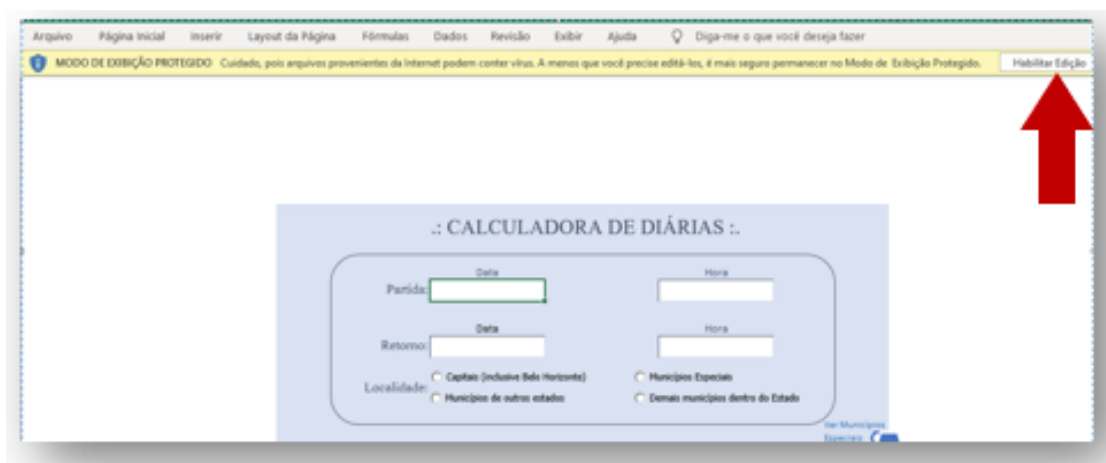 Arquivo Página Inicial Inserir Layout da Página Fórmulas Dados Revisão Exibir Ajuda Diga-me o que você deseja fazer
MODO DE EXIBIÇÃO PROTEGIDO Cuidado, pois arquivos provenientes da Internet podem conter vírus. A menos que você precise editá-los, é mais seguro permanecer no Modo de Exibição Protegido. Habilitar Edição
.: CALCULADORA DE DIÁRIAS :.
Data Hora
Partida:
Data Hora
Retorno:
Localidade:
Capitais (inclusive Belo Horizonte) Municípios Especiais
Municípios de outros estados Demais municípios dentro do Estado
Ver Municípios
Especiais